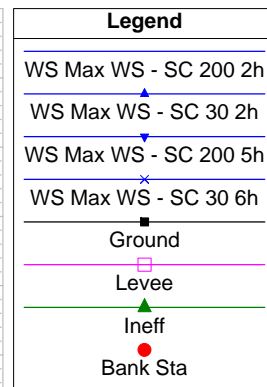 Legend
WS Max WS - SC 200 2h
WS Max WS - SC 30 2h
WS Max WS - SC 200 5h
WS Max WS - SC 30 6h
Ground
Levee
Ineff
Bank Sta